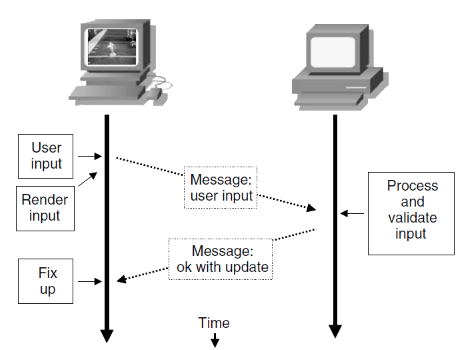 User
input
Render
input
Message:
user input
Process
and
validate
input
Message:
ok with update
Fix
up
Time